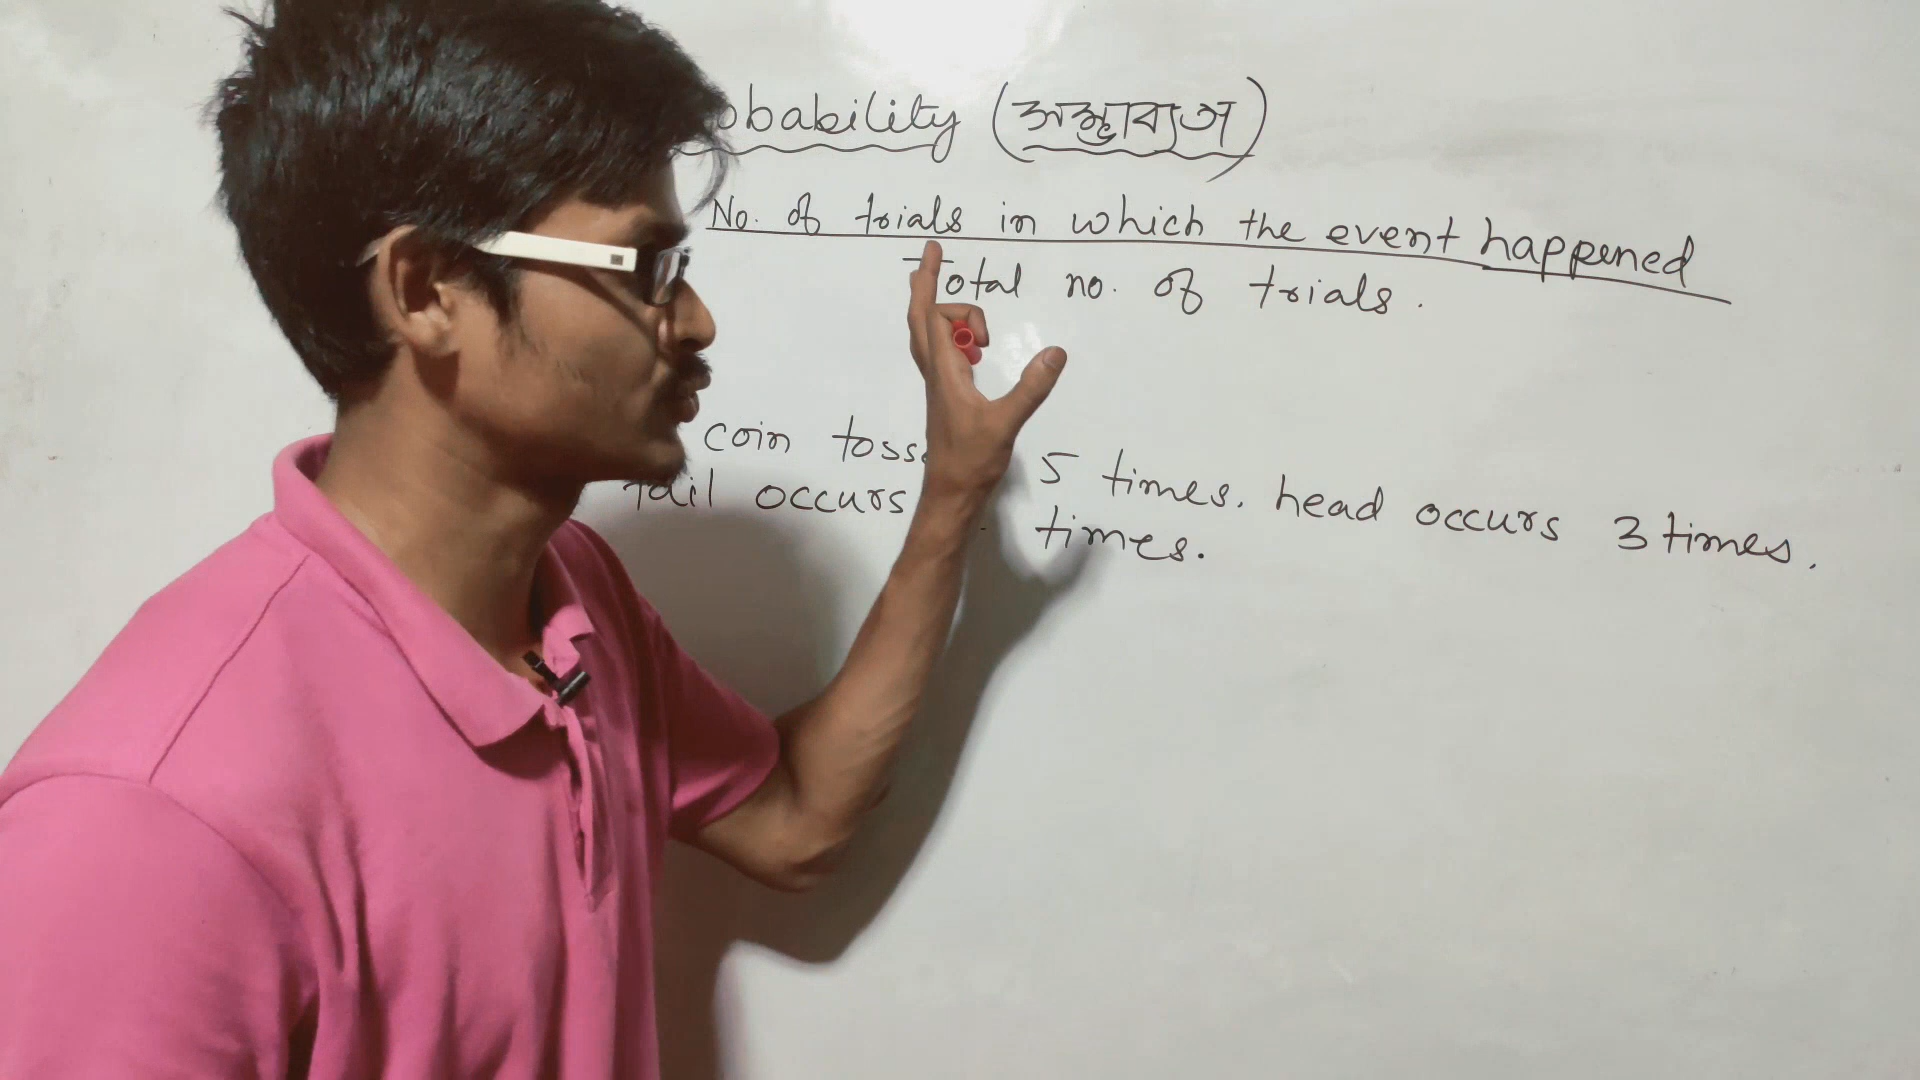 obability (সম্ভাব্যতা)
No. of trials in which the event happened
Total no. of trials.
coin toss 5 times. head occurs 3 times.
tail occurs times.